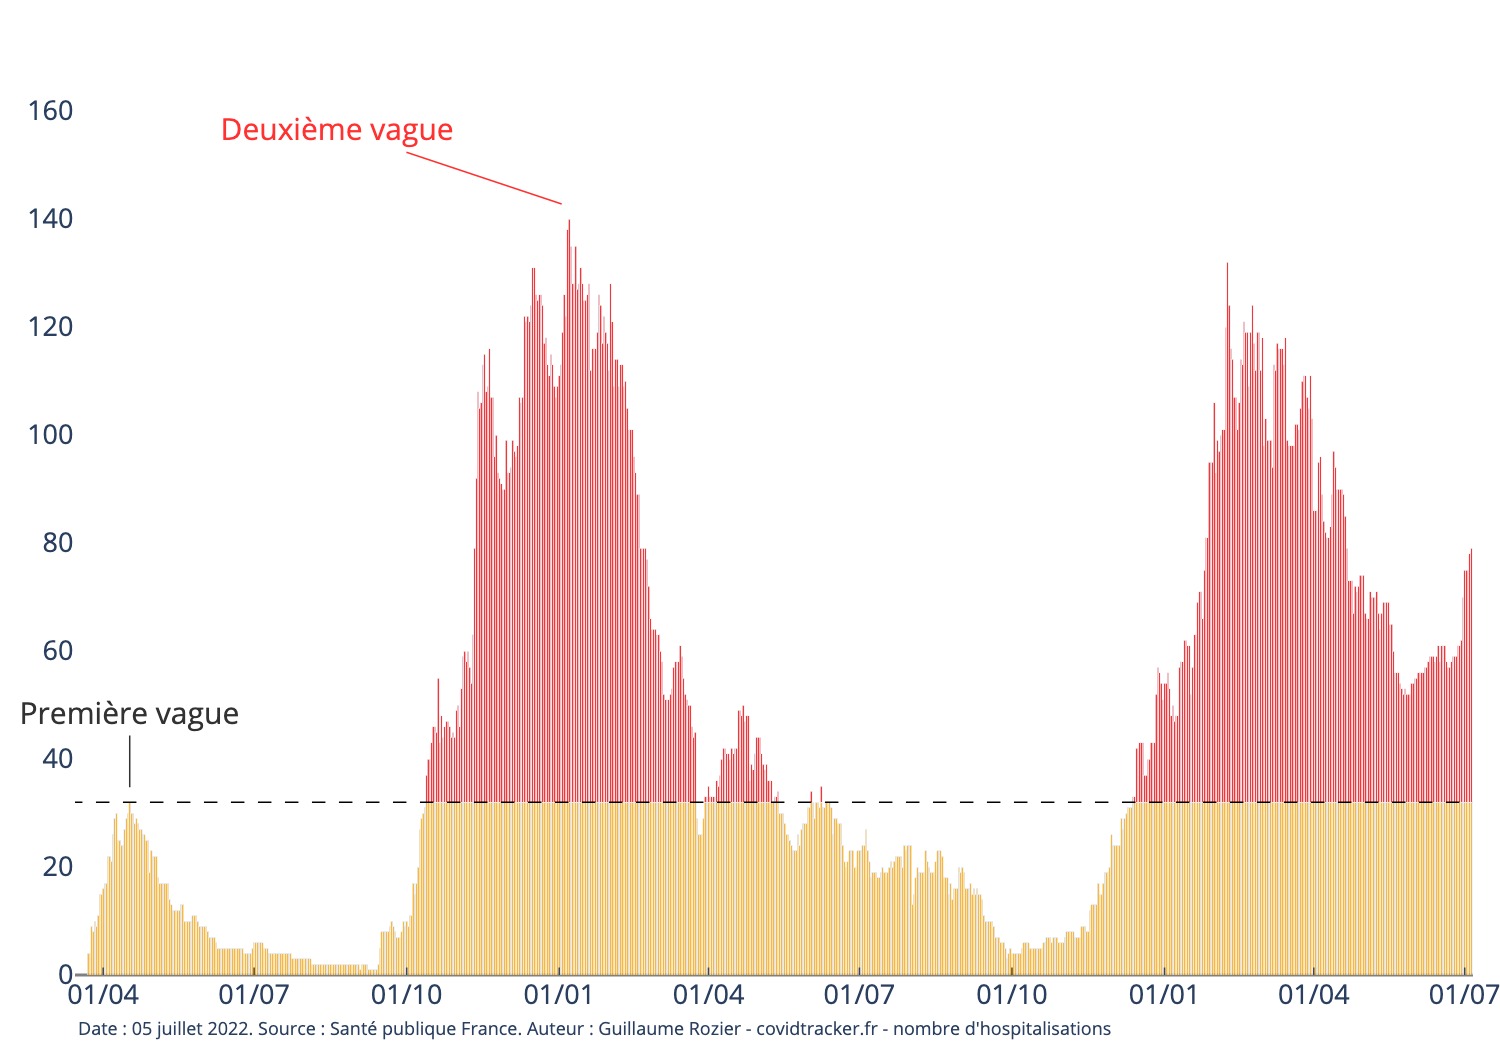 160
Deuxième vague
140
120
100
80
60
Première vague
40
20
0
01/04 01/07 01/10 01/01 01/04 01/07 01/10 01/01 01/04 01/07
Date : 05 juillet 2022. Source : Santé publique France. Auteur : Guillaume Rozier - covidtracker.fr - nombre d'hospitalisations